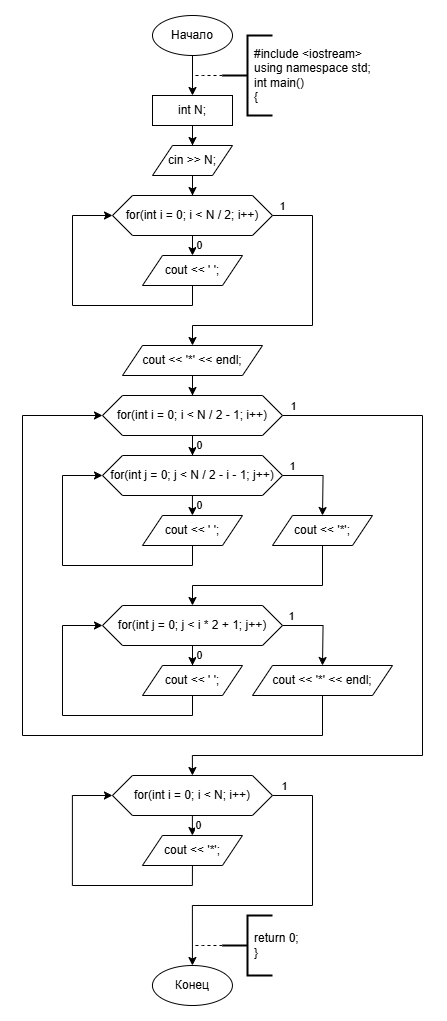 Начало
#include <iostream>
using namespace std;
int main()
{
int N;
cin >> N;
for(int i = 0; i < N / 2; i++)
1
0
cout << ' ';
cout << '*' << endl;
for(int i = 0; i < N / 2 - 1; i++)
1
0
for(int j = 0; j < N / 2 - i - 1; j++)
1
0
cout << ' ';
cout << '*';
for(int j = 0; j < i * 2 + 1; j++)
1
0
cout << ' ';
cout << '*' << endl;
for(int i = 0; i < N; i++)
1
0
cout << '*';
return 0;
}
Конец